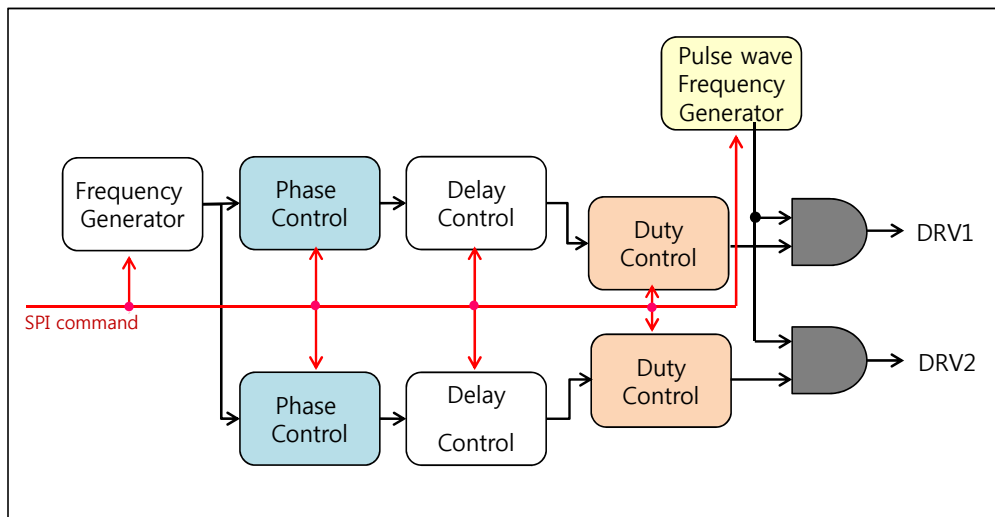 Pulse wave
Frequency
Generator
Frequency
Generator
Phase
Control
Delay
Control
Duty
Control
DRV1
SPI command
Phase
Control
Delay
Control
Duty
Control
DRV2